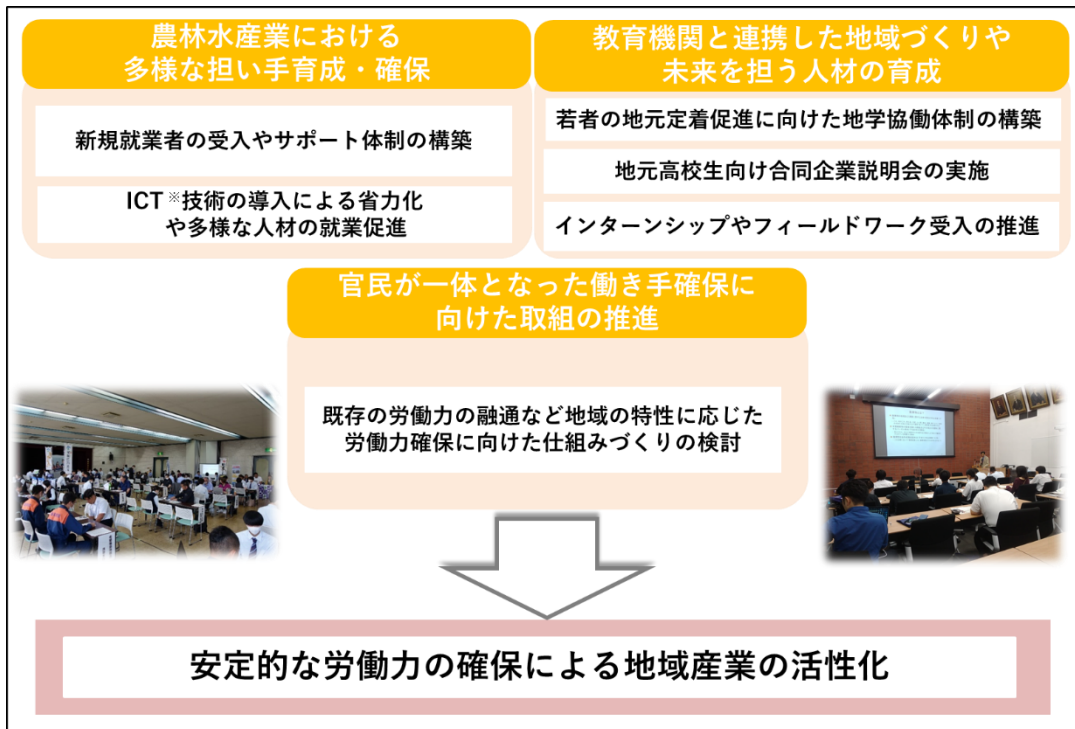 農林水産業における
多様な担い手育成・確保
新規就業者の受入やサポート体制の構築
ICT※技術の導入による省力化
や多様な人材の就業促進
教育機関と連携した地域づくりや
未来を担う人材の育成
若者の地元定着促進に向けた地学協働体制の構築
地元高校生向け合同企業説明会の実施
インターンシップやフィールドワーク受入の推進
官民が一体となった働き手確保に
向けた取組の推進
既存の労働力の融通など地域の特性に応じた
労働力確保に向けた仕組みづくりの検討
安定的な労働力の確保による地域産業の活性化